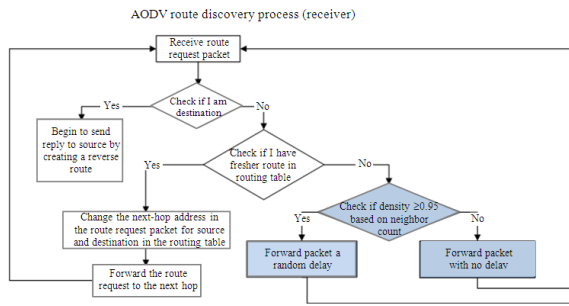 AODV route discovery process (receiver)
Receive route
request packet
Check if I am
destination
Yes
No
Begin to send
reply to source by
creating a reverse
route
Check if I have
fresher route in
routing table
Yes
No
Change the next-hop address in
the route request packet for source
and destination in the routing table
Forward the route
request to the next hop
Check if density ≥0.95
based on neighbor
count
Yes
No
Forward packet a
random delay
Forward packet
with no delay